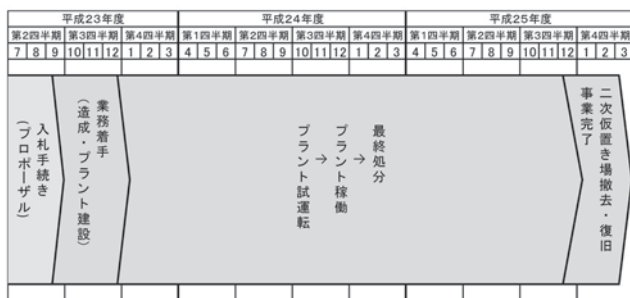 平成23年度 平成24年度 平成25年度
第2四半期 第3四半期 第4四半期 第1四半期 第2四半期 第3四半期 第4四半期 第1四半期 第2四半期 第3四半期 第4四半期
7 8 9 10 11 12 1 2 3 4 5 6 7 8 9 10 11 12 1 2 3 4 5 6 7 8 9 10 11 12 1 2 3
入札手続き
(プロポーザル)
業務着手
(造成・プラント建設)
プラント試運転
→
プラント稼働
→
最終処分
二次仮置き場撤去・復旧
事業完了